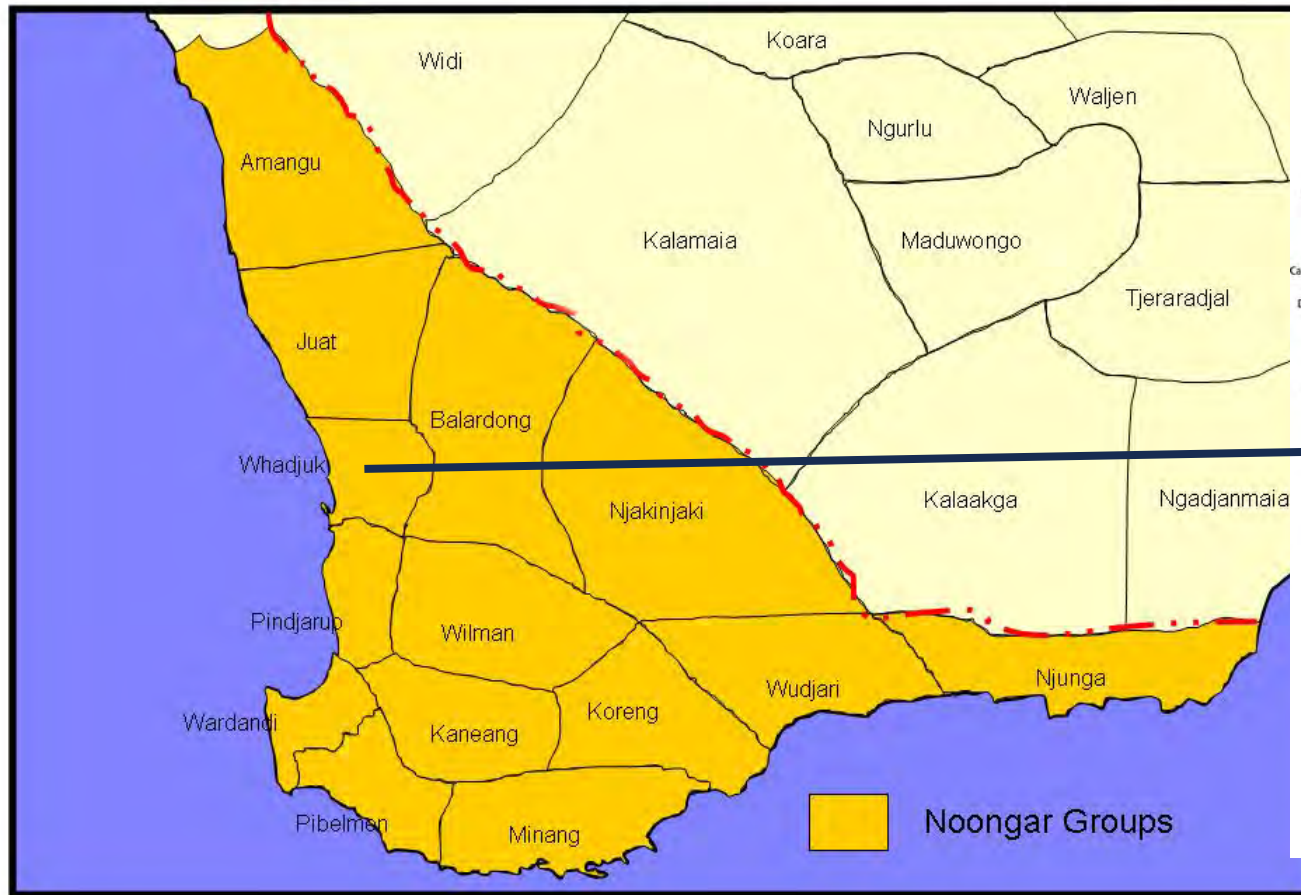 Koara
Widi
Waljen
Ngurlu
Amangu
Kalamaia
Maduwongo
Ca
Tjeraradjal
Juat
Balardong
Whadjuk
Njakinjaki
Kalaakga
Ngadjanmaia
Pindjarup
Wilman
Njunga
Wudjari
Koreng
Wardandi
Kaneang
Pibelmen
Minang
Noongar Groups